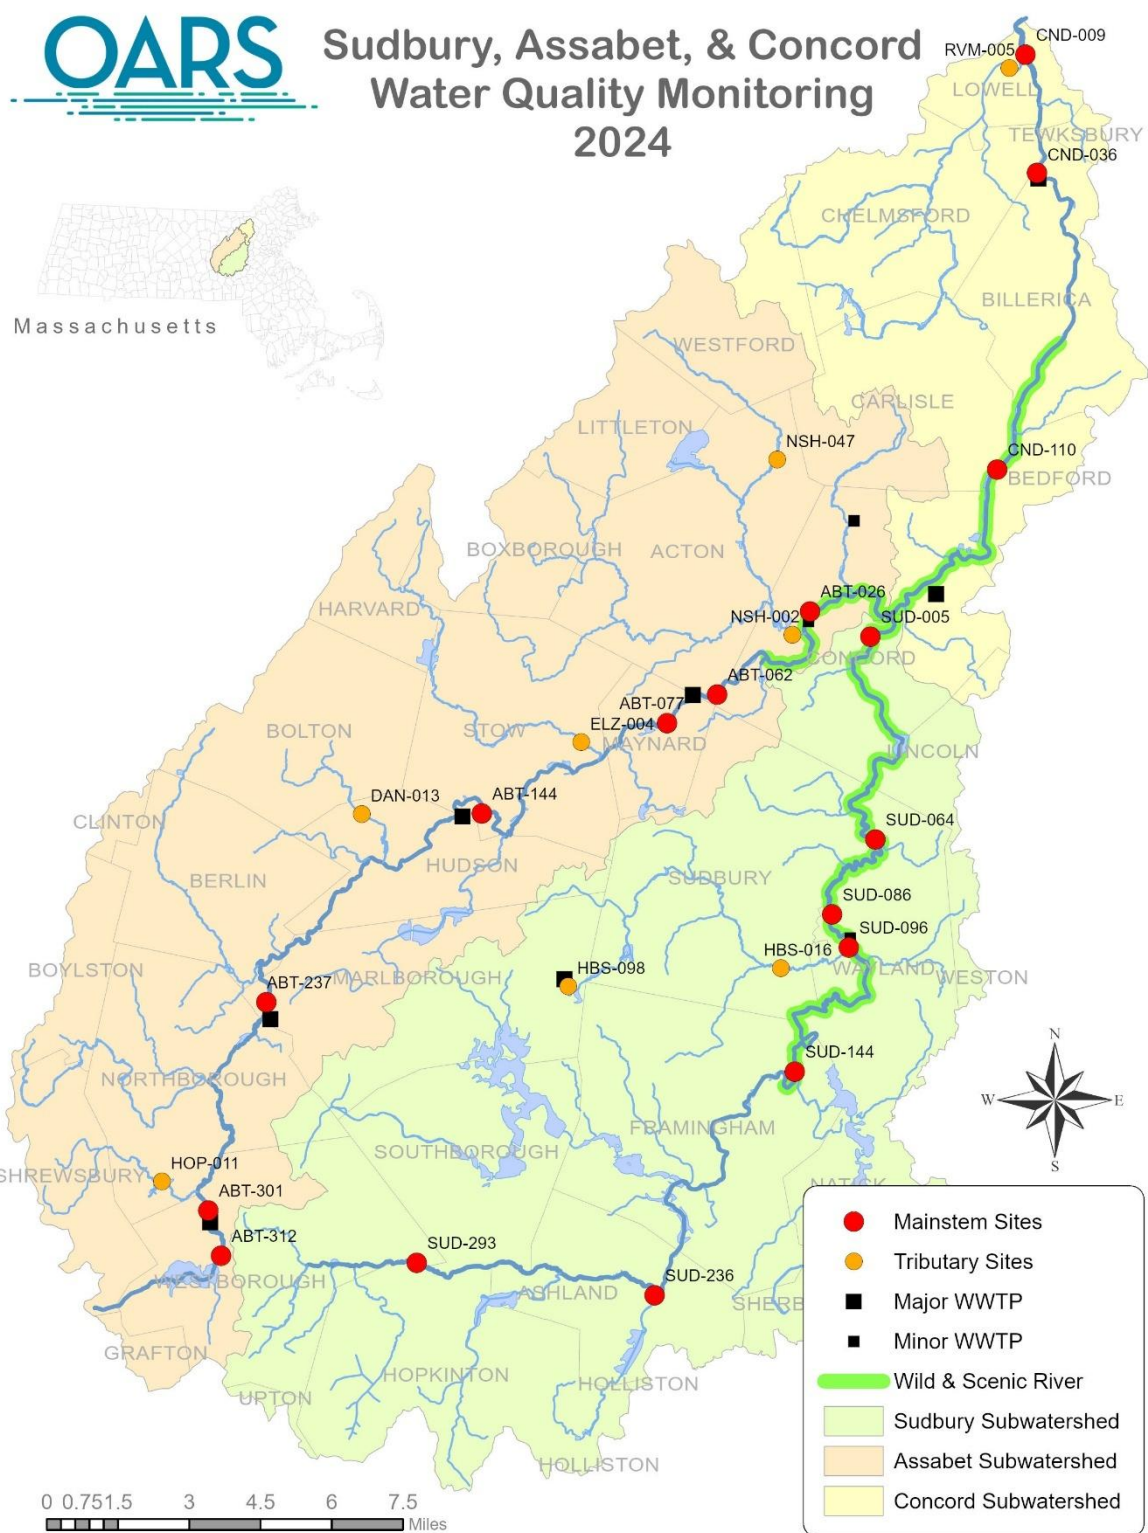 OARS
Sudbury, Assabet, & Concord
Water Quality Monitoring
2024
Massachusetts
CND-009
RVM-005
LOWELL
TEWKSBURY
CND-036
CHELMSFORD
BILLERICA
WESTFORD
CARLISLE
LITTLETON
NSH-047
CND-110
BEDFORD
BOXBOROUGH
ACTON
HARVARD
ABT-026
NSH-002
SUD-005
CONCORD
ABT-062
ABT-077
ELZ-004
BOLTON
STOW
MAYNARD
LINCOLN
DAN-013
ABT-144
CLINTON
SUD-064
HUDSON
BERLIN
SUDBURY
SUD-086
SUD-096
HBS-016
BOYLSTON
MARLBOROUGH
HBS-098
WAYLAND
WESTON
ABT-237
SUD-144
N
NORTHBOROUGH
W
E
FRAMINGHAM
SOUTHBOROUGH
S
SHREWSBURY
HOP-011
NATICK
ABT-301
ABT-312
SUD-293
WESTBOROUGH
SUD-236
ASHLAND
SHERB
GRAFTON
HOPKINTON
HOLLISTON
UPTON
HOLLISTON
Mainstem Sites
Tributary Sites
Major WWTP
Minor WWTP
Wild & Scenic River
Sudbury Subwatershed
Assabet Subwatershed
Concord Subwatershed
0 0.75 1.5 3 4.5 6 7.5
Miles